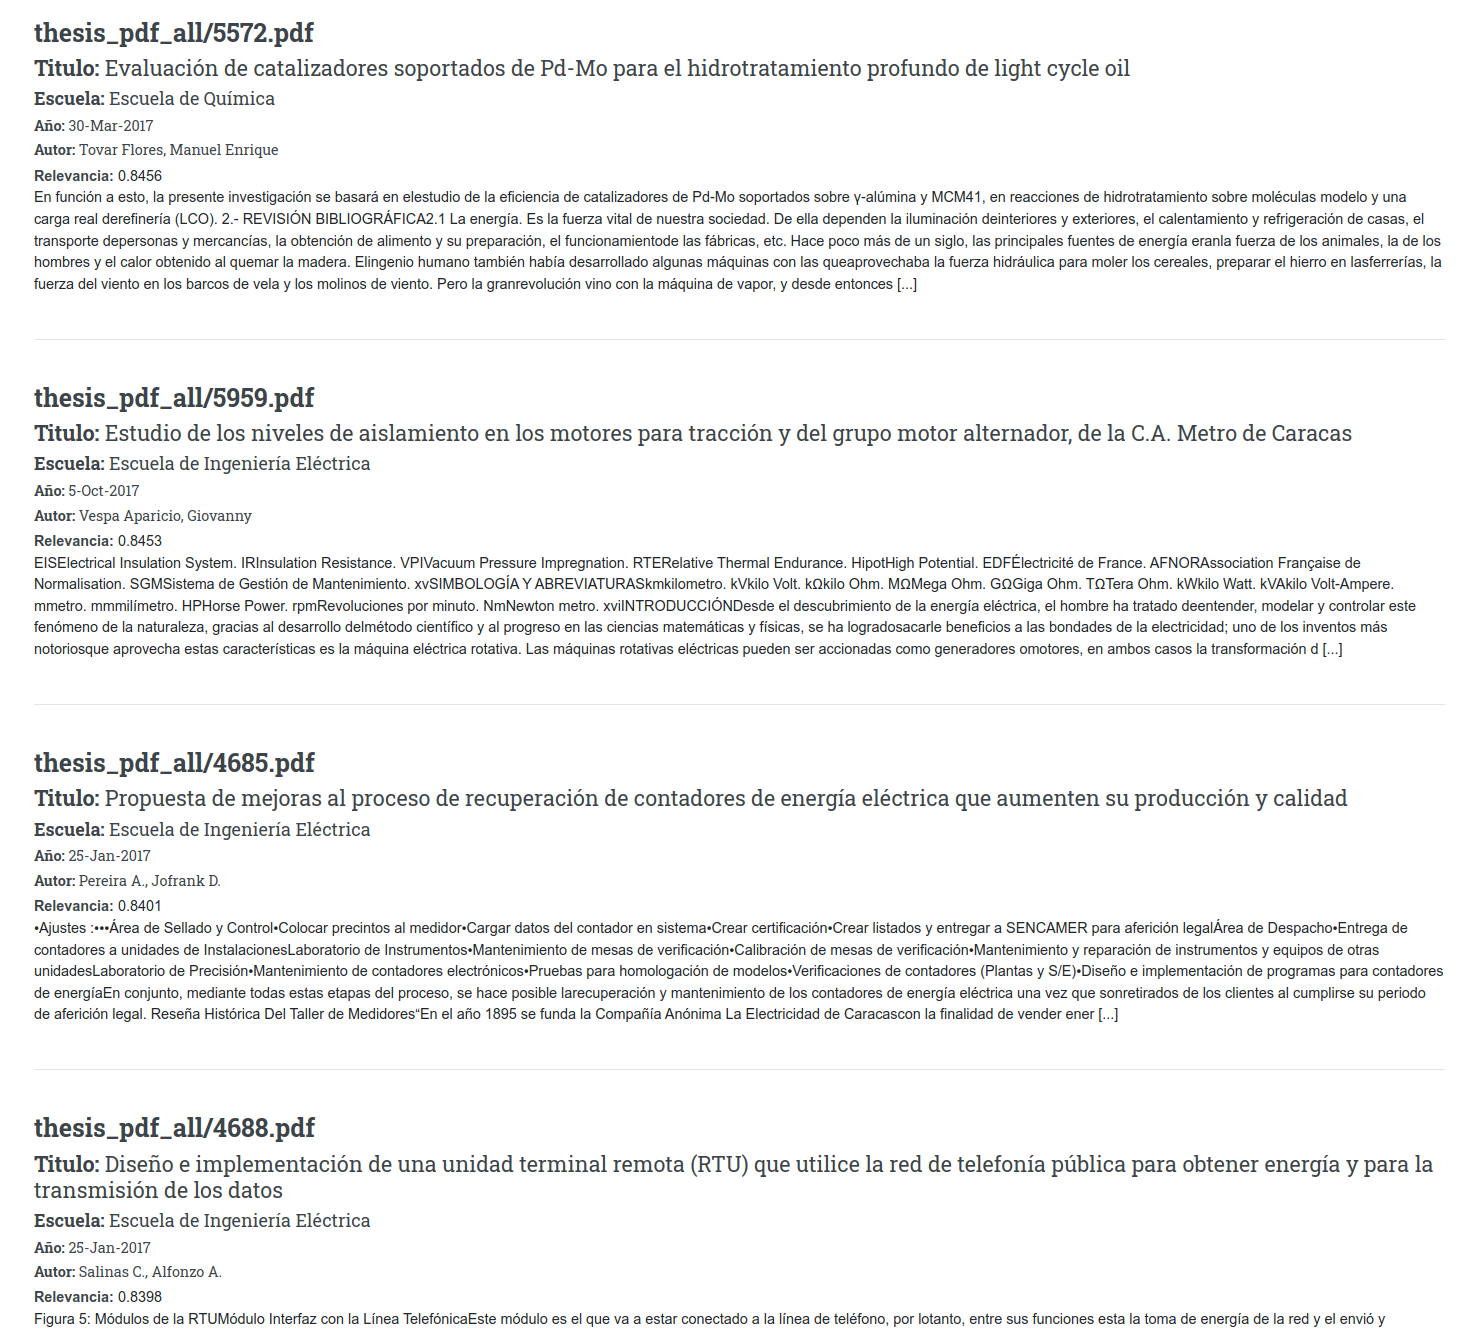 thesis_pdf_all/5572.pdf
Titulo: Evaluación de catalizadores soportados de Pd-Mo para el hidrotratamiento profundo de light cycle oil
Escuela: Escuela de Química
Año: 30-Mar-2017
Autor: Tovar Flores, Manuel Enrique
Relevancia: 0.8456
En función a esto, la presente investigación se basará en elestudio de la eficiencia de catalizadores de Pd-Mo soportados sobre γ-alúmina y MCM41, en reacciones de hidrotratamiento sobre moléculas modelo y una
carga real derefinería (LCO). 2.- REVISIÓN BIBLIOGRÁFICA2.1 La energía. Es la fuerza vital de nuestra sociedad. De ella dependen la iluminación deinteriores y exteriores, el calentamiento y refrigeración de casas, el
transporte depersonas y mercancías, la obtención de alimento y su preparación, el funcionamientode las fábricas, etc. Hace poco más de un siglo, las principales fuentes de energía eranla fuerza de los animales, la de los
hombres y el calor obtenido al quemar la madera. Elingenio humano también había desarrollado algunas máquinas con las queaprovechaba la fuerza hidráulica para moler los cereales, preparar el hierro en lasferrerías, la
fuerza del viento en los barcos de vela y los molinos de viento. Pero la granrevolución vino con la máquina de vapor, y desde entonces [...]
thesis_pdf_all/5959.pdf
Titulo: Estudio de los niveles de aislamiento en los motores para tracción y del grupo motor alternador, de la C.A. Metro de Caracas
Escuela: Escuela de Ingeniería Eléctrica
Año: 5-Oct-2017
Autor: Vespa Aparicio, Giovanny
Relevancia: 0.8453
EISElectrical Insulation System. IRInsulation Resistance. VPIVacuum Pressure Impregnation. RTERelative Thermal Endurance. HipotHigh Potential. EDFÉlectricité de France. AFNORAssociation Française de
Normalisation. SGMSistema de Gestión de Mantenimiento. xvSIMBOLOGÍA Y ABREVIATURASkmkilometro. kVkilo Volt. kΩkilo Ohm. MΩMega Ohm. GΩGiga Ohm. TΩTera Ohm. kWkilo Watt. kVAkilo Volt-Ampere.
mmetro. mmmilímetro. HPHorse Power. rpmRevoluciones por minuto. NmNewton metro. xviINTRODUCCIÓNDesde el descubrimiento de la energía eléctrica, el hombre ha tratado deentender, modelar y controlar este
fenómeno de la naturaleza, gracias al desarrollo delmétodo científico y al progreso en las ciencias matemáticas y físicas, se ha logradosacarle beneficios a las bondades de la electricidad; uno de los inventos más
notoriosque aprovecha estas características es la máquina eléctrica rotativa. Las máquinas rotativas eléctricas pueden ser accionadas como generadores omotores, en ambos casos la transformación d [...]
thesis_pdf_all/4685.pdf
Titulo: Propuesta de mejoras al proceso de recuperación de contadores de energía eléctrica que aumenten su producción y calidad
Escuela: Escuela de Ingeniería Eléctrica
Año: 25-Jan-2017
Autor: Pereira A., Jofrank D.
Relevancia: 0.8401
•Ajustes :•••Área de Sellado y Control•Colocar precintos al medidor•Cargar datos del contador en sistema•Crear certificación•Crear listados y entregar a SENCAMER para aferición legalÁrea de Despacho•Entrega de
contadores a unidades de InstalacionesLaboratorio de Instrumentos•Mantenimiento de mesas de verificación•Calibración de mesas de verificación•Mantenimiento y reparación de instrumentos y equipos de otras
unidadesLaboratorio de Precisión•Mantenimiento de contadores electrónicos•Pruebas para homologación de modelos•Verificaciones de contadores (Plantas y S/E)•Diseño e implementación de programas para contadores
de energíaEn conjunto, mediante todas estas etapas del proceso, se hace posible larecuperación y mantenimiento de los contadores de energía eléctrica una vez que sonretirados de los clientes al cumplirse su periodo
de aferición legal. Reseña Histórica Del Taller de Medidores“En el año 1895 se funda la Compañía Anónima La Electricidad de Caracascon la finalidad de vender ener [...]
thesis_pdf_all/4688.pdf
Titulo: Diseño e implementación de una unidad terminal remota (RTU) que utilice la red de telefonía pública para obtener energía y para la
transmisión de los datos
Escuela: Escuela de Ingeniería Eléctrica
Año: 25-Jan-2017
Autor: Salinas C., Alfonzo A.
Relevancia: 0.8398
Figura 5: Módulos de la RTUMódulo Interfaz con la Línea TelefónicaEste módulo es el que va a estar conectado a la línea de teléfono, por lotanto, entre sus funciones esta la toma de energía de la red y el envió y